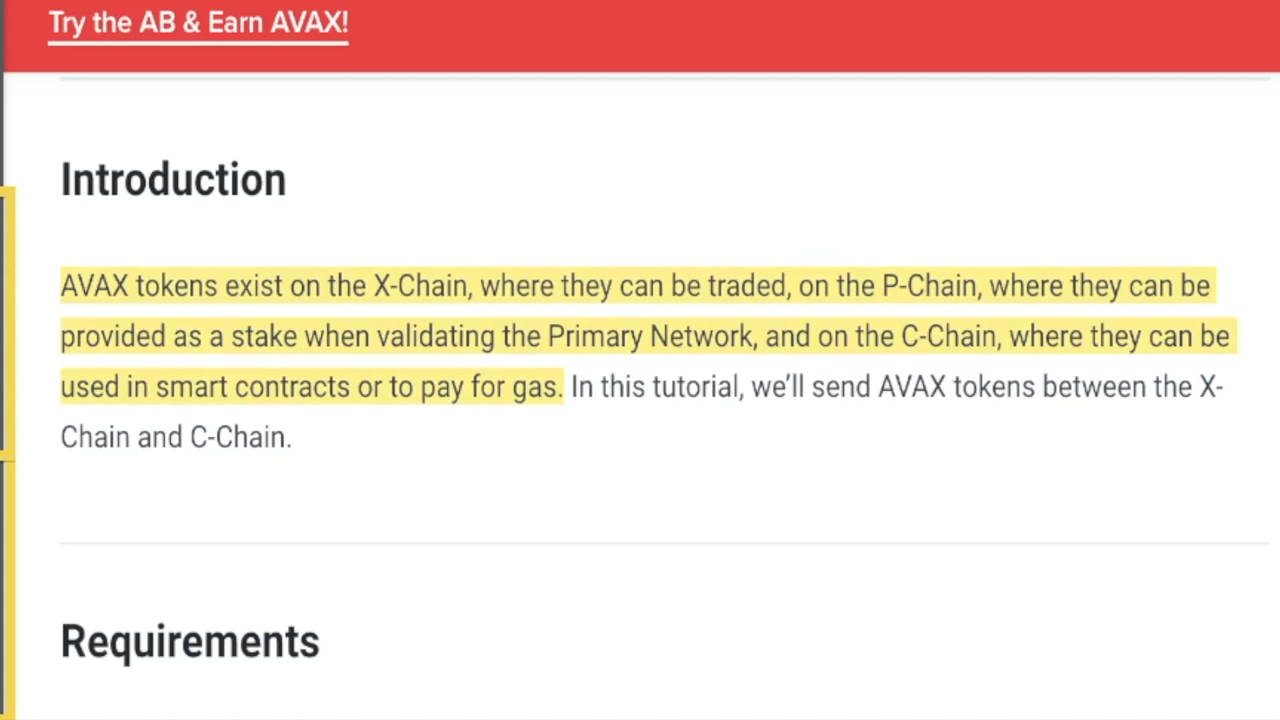 Try the AB & Earn AVAX!
Introduction
AVAX tokens exist on the X-Chain, where they can be traded, on the P-Chain, where they can be
provided as a stake when validating the Primary Network, and on the C-Chain, where they can be
used in smart contracts or to pay for gas. In this tutorial, we’ll send AVAX tokens between the X-
Chain and C-Chain.
Requirements